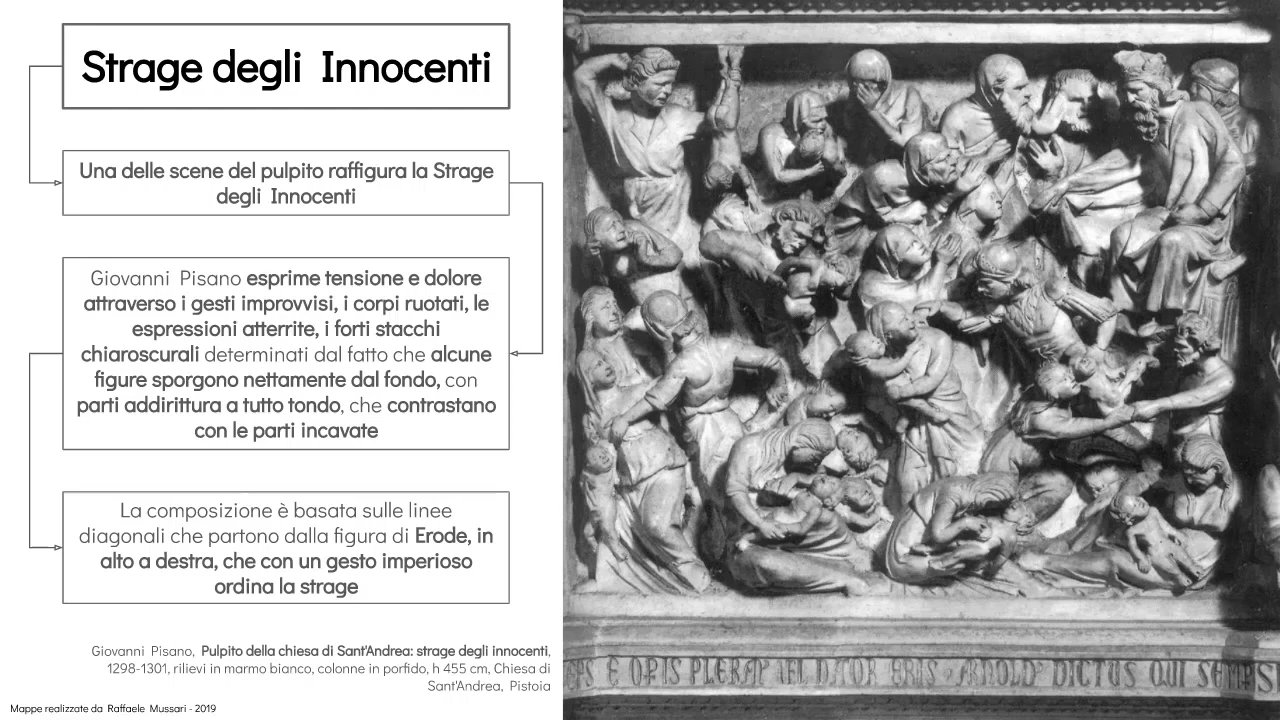 Strage degli Innocenti
Una delle scene del pulpito raffigura la Strage
degli Innocenti
Giovanni Pisano esprime tensione e dolore
attraverso i gesti improvvisi, i corpi ruotati, le
espressioni atterrite, i forti stacchi
chiaroscurali determinati dal fatto che alcune
figure sporgono nettamente dal fondo, con
parti addirittura a tutto tondo, che contrastano
con le parti incavate
La composizione è basata sulle linee
diagonali che partono dalla figura di Erode, in
alto a destra, che con un gesto imperioso
ordina la strage
Giovanni Pisano, Pulpito della chiesa di Sant'Andrea: strage degli innocenti,
1298-1301, rilievi in marmo bianco, colonne in porfido, h 455 cm, Chiesa di
Sant'Andrea, Pistoia
Mappe realizzate da Raffaele Mussari - 2019
DICTUS QUI